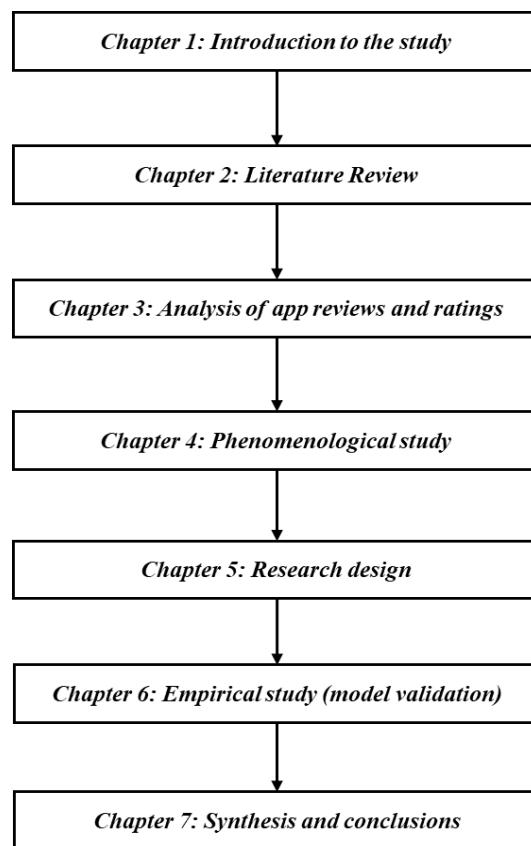 Chapter 1: Introduction to the study
Chapter 2: Literature Review
Chapter 3: Analysis of app reviews and ratings
Chapter 4: Phenomenological study
Chapter 5: Research design
Chapter 6: Empirical study (model validation)
Chapter 7: Synthesis and conclusions